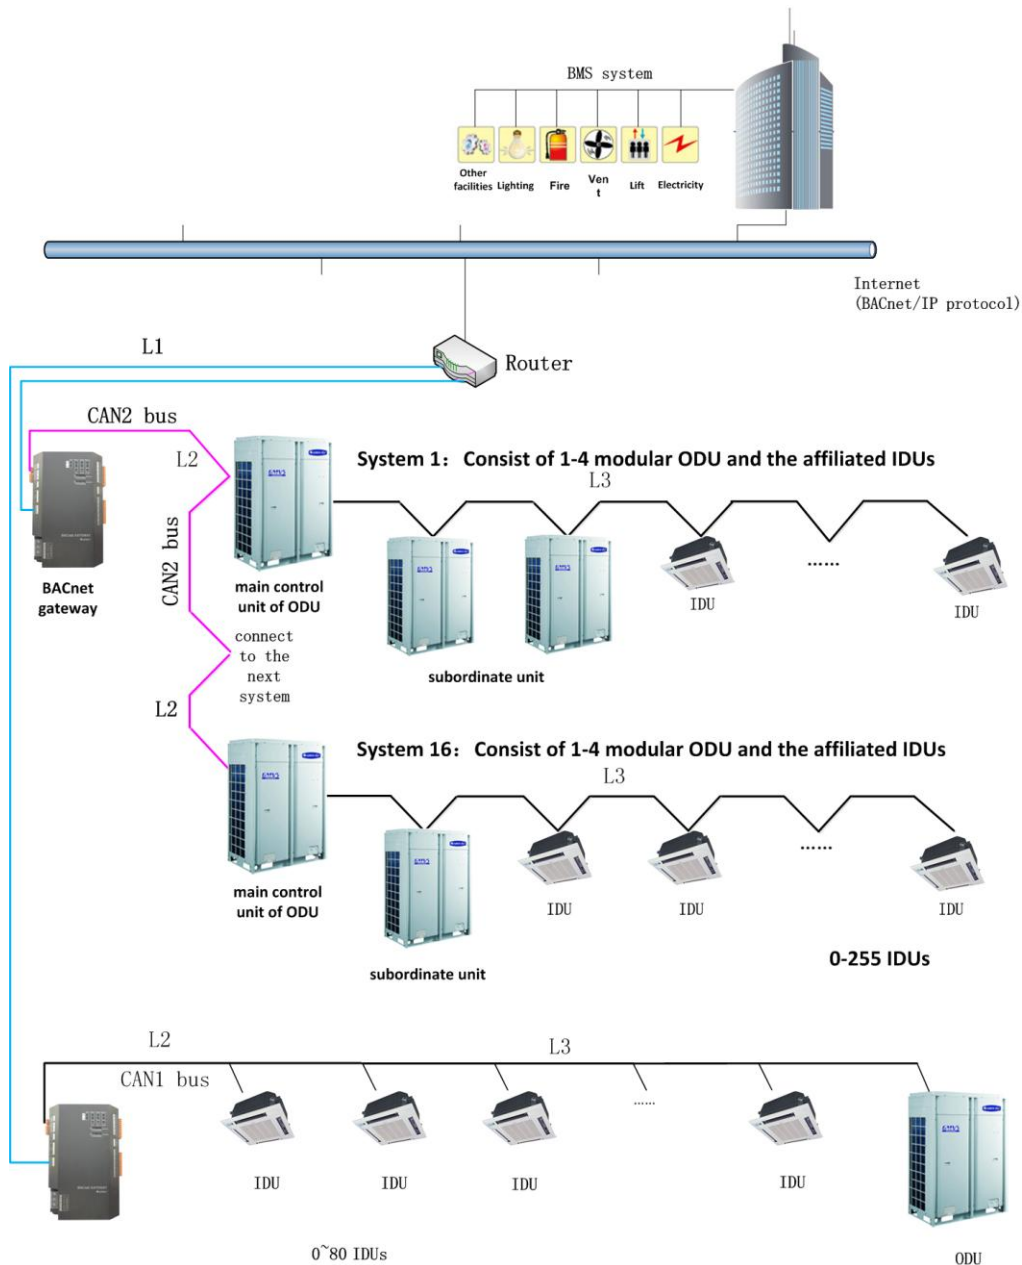 BMS system
Other
facilities
Lighting
Fire
Ven
t
Lift
Electricity
Internet
(BACnet/IP protocol)
L1
Router
CAN2 bus
L2
System 1： Consist of 1-4 modular ODU and the affiliated IDUs
L3
CAN2 bus
BACnet
gateway
main control
unit of ODU
IDU
......
IDU
connect
to the
next
system
subordinate unit
L2
System 16： Consist of 1-4 modular ODU and the affiliated IDUs
L3
......
main control
unit of ODU
IDU
IDU
IDU
subordinate unit
0-255 IDUs
L2
L3
CAN1 bus
......
IDU
IDU
IDU
IDU
0~80 IDUs
ODU